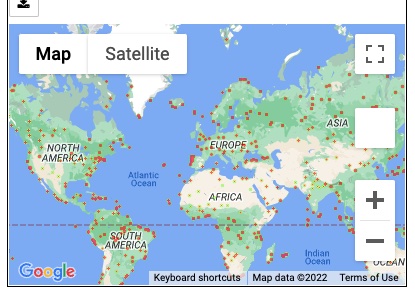 Map
Satellite
NORTH
AMERICA
EUROPE
ASIA
Atlantic
Ocean
AFRICA
SOUTH
AMERICA
Indian
Ocean
OCEAN
Google
Keyboard shortcuts
Map data ©2022
Terms of Use